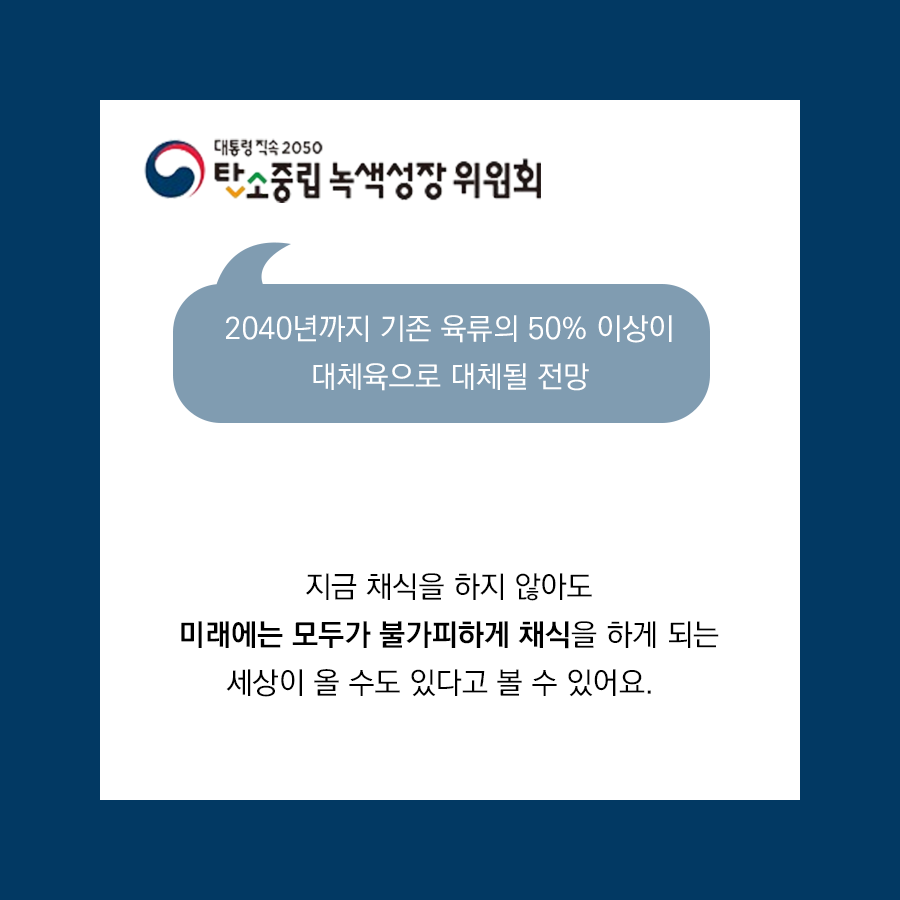 대통령 직속 2050
탄소중립 녹색성장 위원회
2040년까지 기존 육류의 50% 이상이
대체육으로 대체될 전망
지금 채식을 하지 않아도
미래에는 모두가 불가피하게 채식을 하게 되는
세상이 올 수도 있다고 볼 수 있어요.